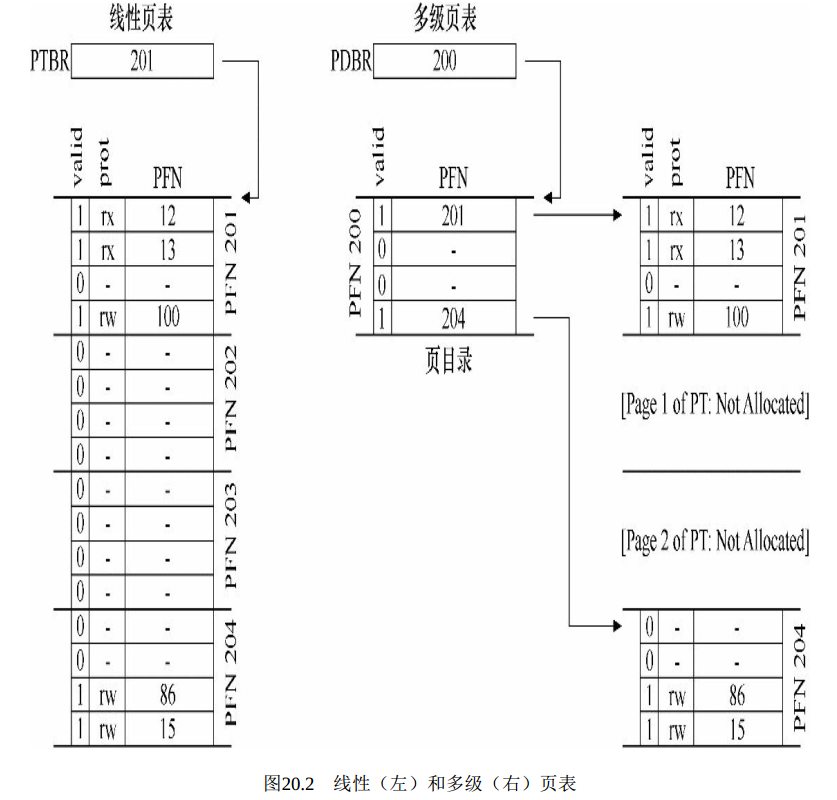 线性页表
PTBR 201
valid prot PFN
1 rx 12
1 rx 13
0 - -
1 rw 100
PFN 201
0 - -
0 - -
0 - -
0 - -
PFN 202
0 - -
0 - -
0 - -
0 - -
PFN 203
0 - -
0 - -
1 rw 86
1 rw 15
PFN 204
多级页表
PDBR 200
valid PFN
PFN 200
1 201
0 -
0 -
1 204
页目录
valid prot PFN
1 rx 12
1 rx 13
0 - -
1 rw 100
PFN 201
[Page 1 of PT: Not Allocated]
[Page 2 of PT: Not Allocated]
0 - -
0 - -
1 rw 86
1 rw 15
PFN 204
图20.2 线性（左）和多级（右）页表